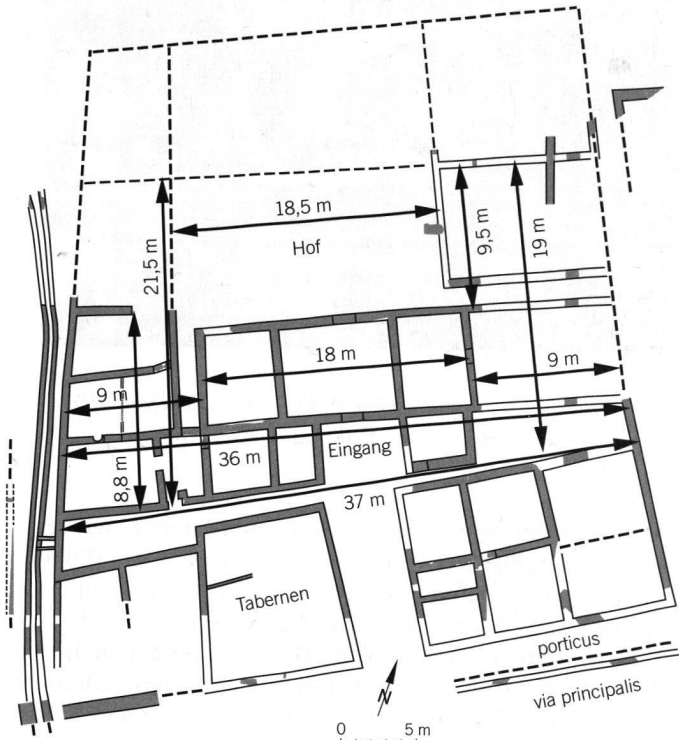 18,5 m
Hof
21,5 m
9,5 m
19 m
18 m
9 m
9 m
8,8 m
36 m
Eingang
37 m
Tabernen
porticus
via principalis
N
0 5 m